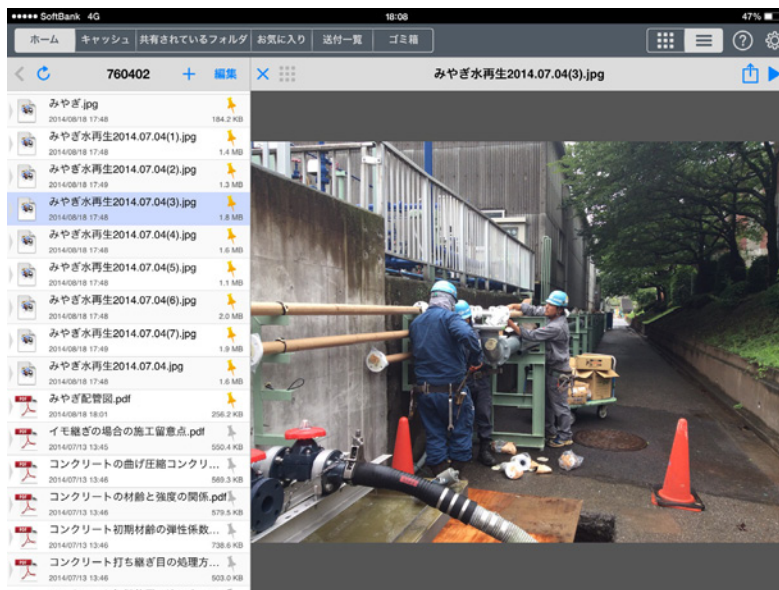 SoftBank 4G
18:08
47%
ホーム
キャッシュ
共有されているフォルダ
お気に入り
送付一覧
ゴミ箱
?
760402
+
編集
みやぎ水再生2014.07.04(3).jpg
みやぎ.jpg
2014/08/18 17:48
184.2 KB
みやぎ水再生2014.07.04(1).jpg
2014/08/18 17:48
1.4 MB
みやぎ水再生2014.07.04(2).jpg
2014/08/18 17:49
1.3 MB
みやぎ水再生2014.07.04(3).jpg
2014/08/18 17:48
1.8 MB
みやぎ水再生2014.07.04(4).jpg
2014/08/18 17:48
1.6 MB
みやぎ水再生2014.07.04(5).jpg
2014/08/18 17:48
1.1 MB
みやぎ水再生2014.07.04(6).jpg
2014/08/18 17:48
2.0 MB
みやぎ水再生2014.07.04(7).jpg
2014/08/18 17:49
1.9 MB
みやぎ水再生2014.07.04.jpg
2014/08/18 17:48
1.6 MB
PDF
みやぎ配管図.pdf
2014/08/18 18:01
256.2 KB
PDF
イモ継ぎの場合の施工留意点.pdf
2014/07/13 13:45
550.4 KB
PDF
コンクリートの曲げ圧縮コンクリ...
2014/07/13 13:46
569.3 KB
PDF
コンクリートの材齢と強度の関係.pdf
2014/07/13 13:46
579.5 KB
PDF
コンクリート初期材齢の弾性係数...
2014/07/13 13:46
738.6 KB
PDF
コンクリート打ち継ぎ目の処理方...
2014/07/13 13:46
503.0 KB